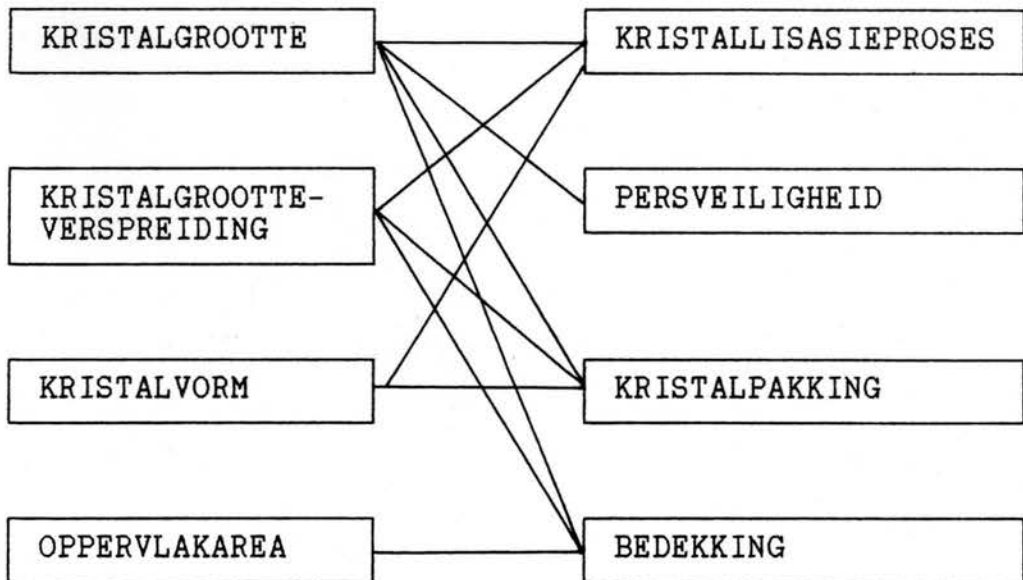 KRISTALGROOTTE
KRISTALLISASIEPROSES
KRISTALGROOTTE-
VERSPREIDING
PERSVEILIGHEID
KRISTALVORM
KRISTALPAKKING
OPPERVLAKAREA
BEDEKKING